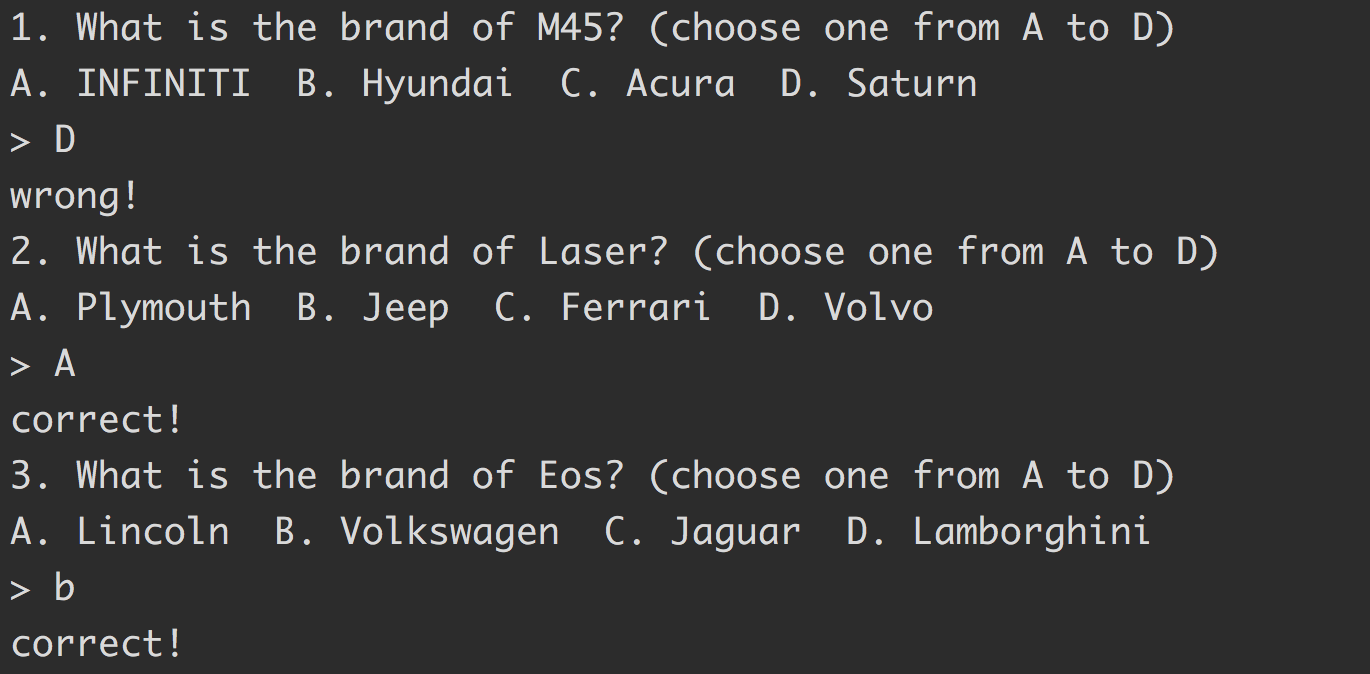 1. What is the brand of M45? (choose one from A to D)
A. INFINITI  B. Hyundai  C. Acura  D. Saturn
> D
wrong!
2. What is the brand of Laser? (choose one from A to D)
A. Plymouth  B. Jeep  C. Ferrari  D. Volvo
> A
correct!
3. What is the brand of Eos? (choose one from A to D)
A. Lincoln  B. Volkswagen  C. Jaguar  D. Lamborghini
> b
correct!